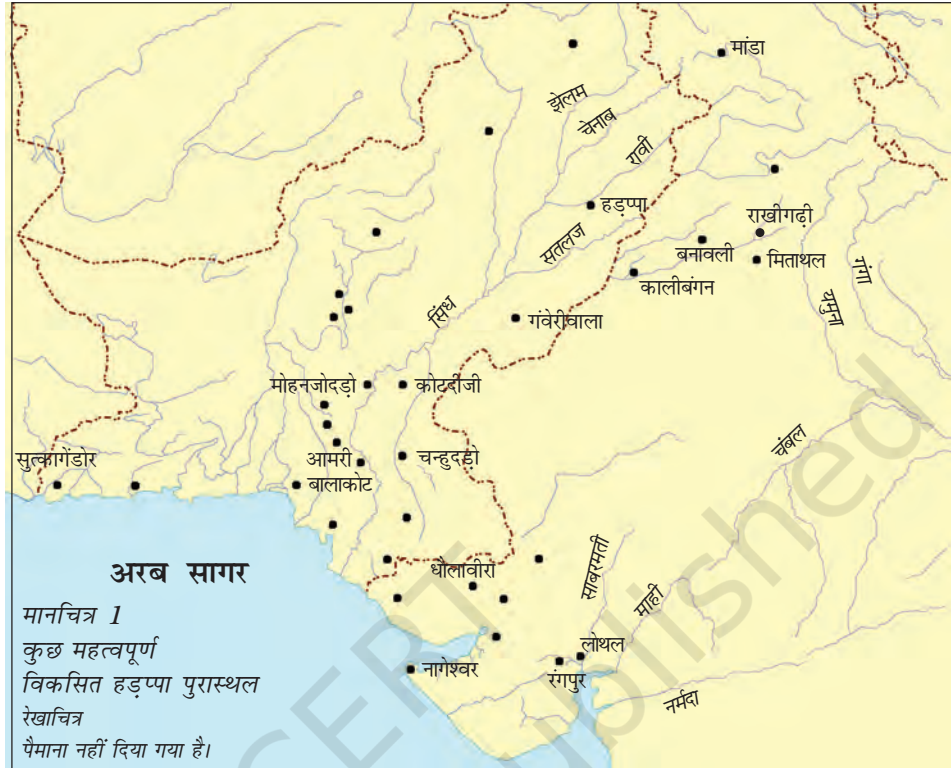 मांडा
झेलम
चेनाब
रावी
हड़प्पा
राखीगढ़ी
सतलज
बनावली
मिताथल
गंगा
कालीबंगन
यमुना
सिंध
गंवेरीवाला
मोहनजोदड़ो
कोटदीजी
चंबल
सुत्कागेंडोर
आमरी
चन्हुदड़ो
बालाकोट
अरब सागर
धौलावीरा
साबरमती
माही
मानचित्र 1
कुछ महत्वपूर्ण
विकसित हड़प्पा पुरास्थल
रेखाचित्र
पैमाना नहीं दिया गया है।
नागेश्वर
लोथल
रंगपुर
नर्मदा